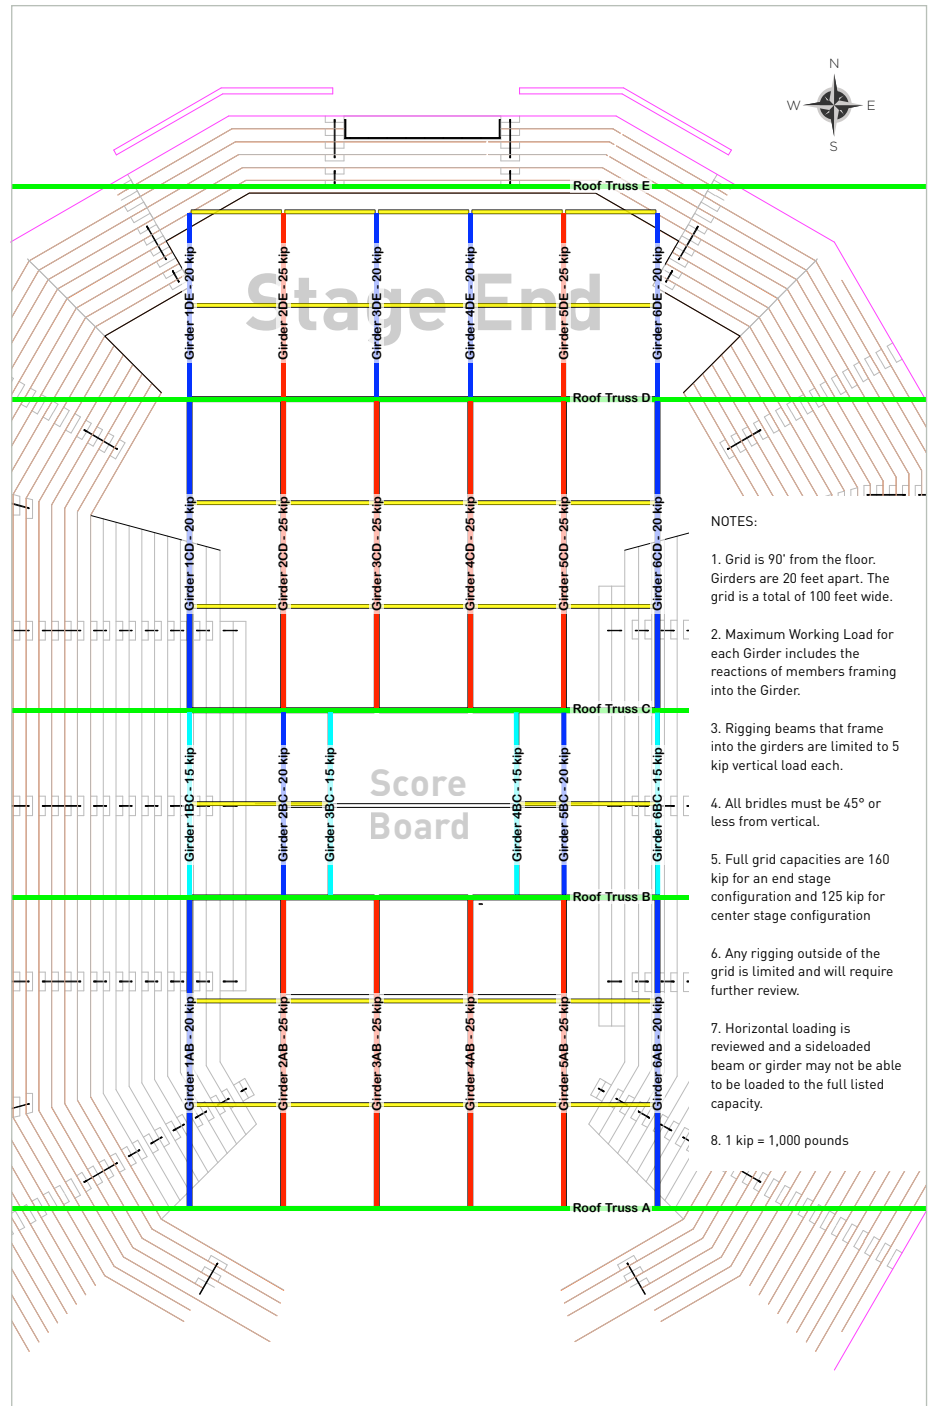 N
W E
S
Roof Truss E
Stage End
Girder 1DE - 20 kip
Girder 2DE - 25 kip
Girder 3DE - 20 kip
Girder 4DE - 20 kip
Girder 5DE - 25 kip
Girder 6DE - 20 kip
Roof Truss D
Girder 1CD - 20 kip
Girder 2CD - 25 kip
Girder 3CD - 25 kip
Girder 4CD - 25 kip
Girder 5CD - 25 kip
Girder 6CD - 20 kip
Roof Truss C
Girder 1BC - 15 kip
Girder 2BC - 20 kip
Girder 3BC - 15 kip
Score
Board
Girder 4BC - 15 kip
Girder 5BC - 20 kip
Girder 6BC - 15 kip
Roof Truss B
Girder 1AB - 20 kip
Girder 2AB - 25 kip
Girder 3AB - 25 kip
Girder 4AB - 25 kip
Girder 5AB - 25 kip
Girder 6AB - 20 kip
Roof Truss A
NOTES:
1. Grid is 90' from the floor.
Girders are 20 feet apart. The
grid is a total of 100 feet wide.
2. Maximum Working Load for
each Girder includes the
reactions of members framing
into the Girder.
3. Rigging beams that frame
into the girders are limited to 5
kip vertical load each.
4. All bridles must be 45° or
less from vertical.
5. Full grid capacities are 160
kip for an end stage
configuration and 125 kip for
center stage configuration
6. Any rigging outside of the
grid is limited and will require
further review.
7. Horizontal loading is
reviewed and a sideloaded
beam or girder may not be able
to be loaded to the full listed
capacity.
8. 1 kip = 1,000 pounds